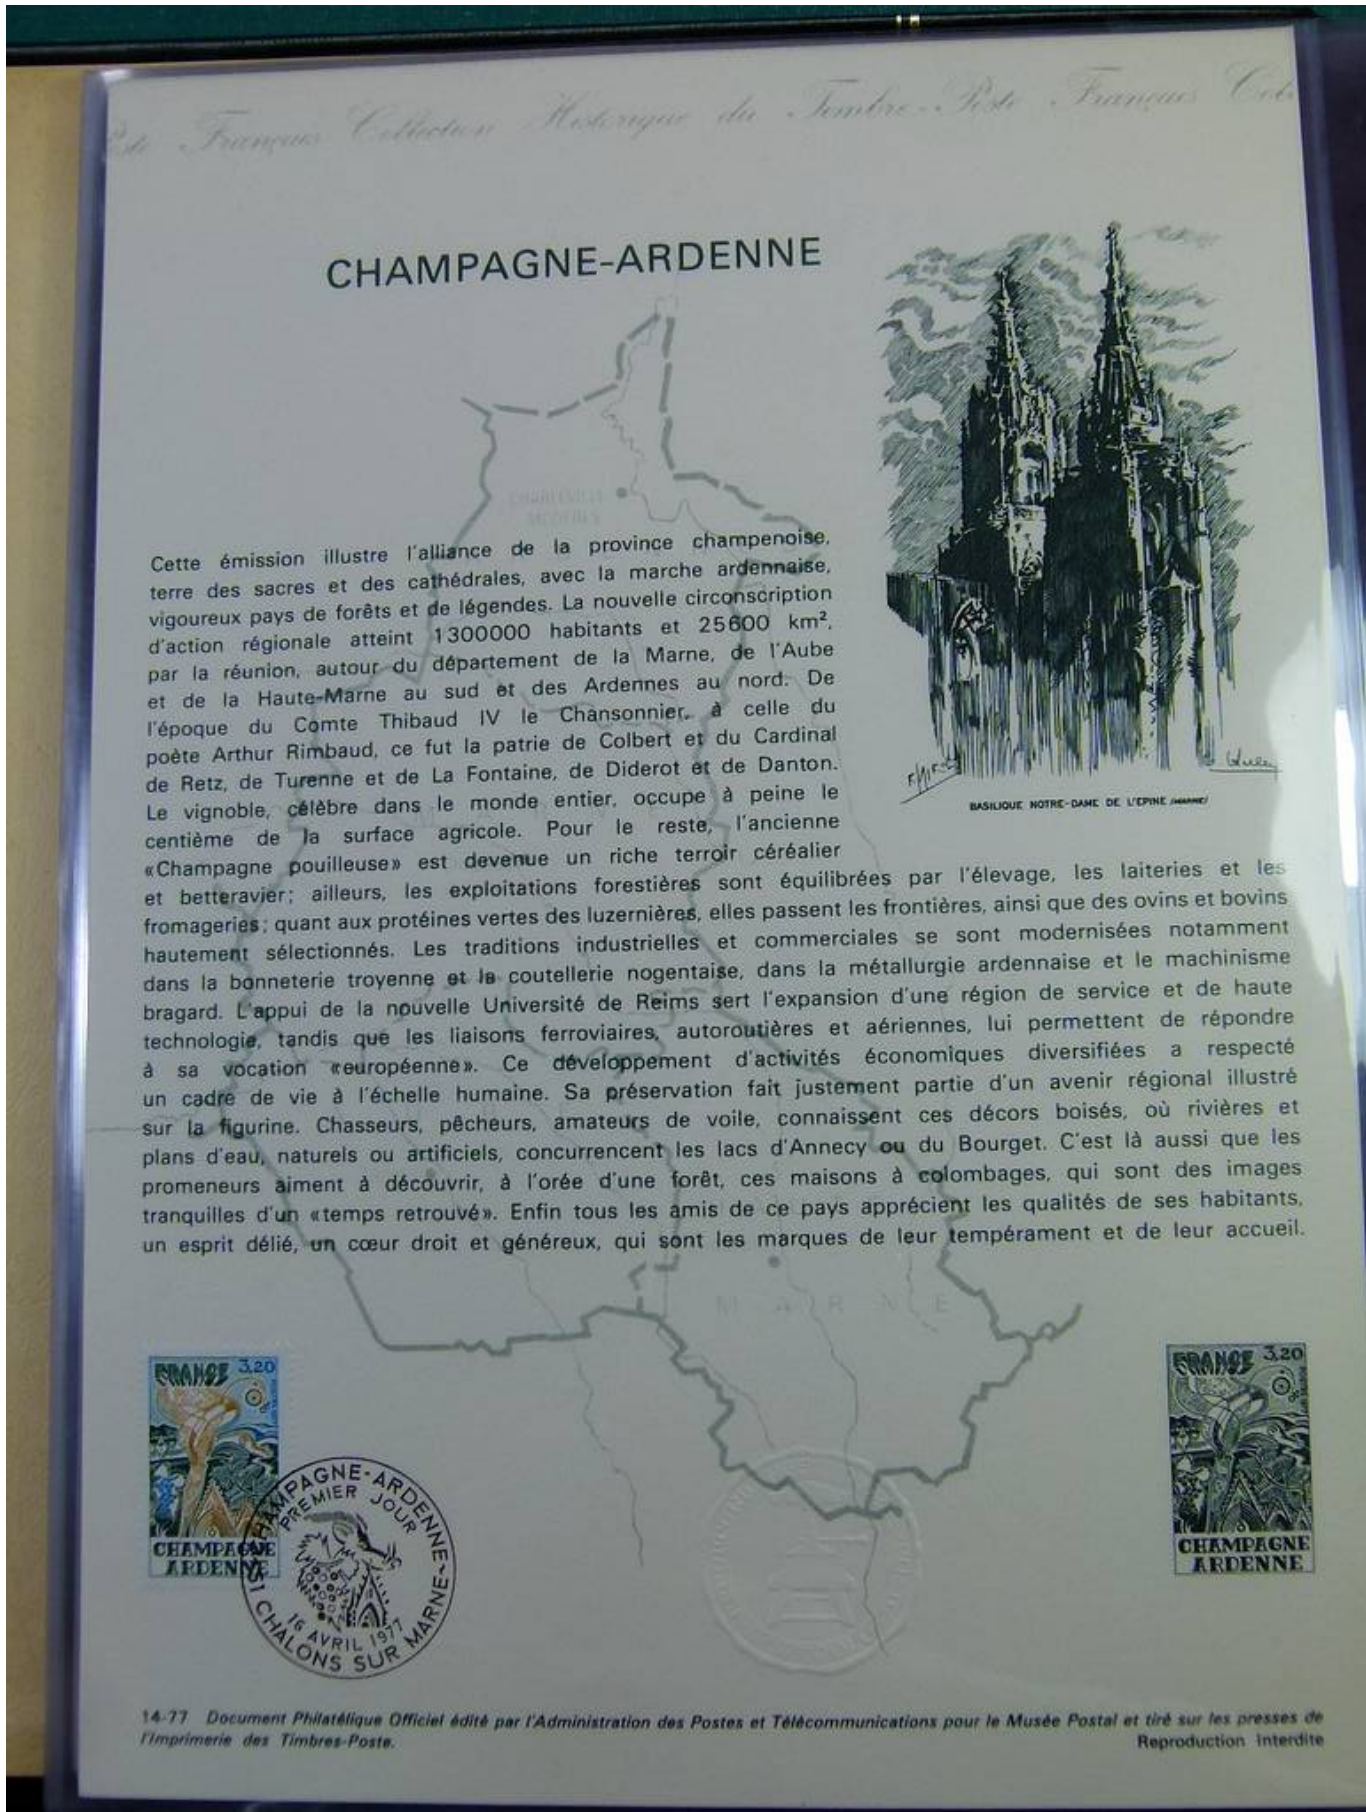 Poste Français Collection Historique du Timbre-Poste Français
CHAMPAGNE-ARDENNE
CHARLEVILLE
MEZIERES
Cette émission illustre l'alliance de la province champenoise,
terre des sacres et des cathédrales, avec la marche ardennaise,
vigoureux pays de forêts et de légendes. La nouvelle circonscription
d'action régionale atteint 1300000 habitants et 25600 km²,
par la réunion, autour du département de la Marne, de l'Aube
et de la Haute-Marne au sud et des Ardennes au nord. De
l'époque du Comte Thibaud IV le Chansonnier, à celle du
poète Arthur Rimbaud, ce fut la patrie de Colbert et du Cardinal
de Retz, de Turenne et de La Fontaine, de Diderot et de Danton.
Le vignoble, célèbre dans le monde entier, occupe à peine le
centième de la surface agricole. Pour le reste, l'ancienne
«Champagne pouilleuse» est devenue un riche terroir céréalier
et betteravier; ailleurs, les exploitations forestières sont équilibrées par l'élevage, les laiteries et les
fromageries; quant aux protéines vertes des luzernières, elles passent les frontières, ainsi que des ovins et bovins
hautement sélectionnés. Les traditions industrielles et commerciales se sont modernisées notamment
dans la bonneterie troyenne et la coutellerie nogentaise, dans la métallurgie ardennaise et le machinisme
bragard. L'appui de la nouvelle Université de Reims sert l'expansion d'une région de service et de haute
technologie, tandis que les liaisons ferroviaires, autoroutières et aériennes, lui permettent de répondre
à sa vocation «européenne». Ce développement d'activités économiques diversifiées a respecté
un cadre de vie à l'échelle humaine. Sa préservation fait justement partie d'un avenir régional illustré
sur la figurine. Chasseurs, pêcheurs, amateurs de voile, connaissent ces décors boisés, où rivières et
plans d'eau, naturels ou artificiels, concurrencent les lacs d'Annecy ou du Bourget. C'est là aussi que les
promeneurs aiment à découvrir, à l'orée d'une forêt, ces maisons à colombages, qui sont des images
tranquilles d'un «temps retrouvé». Enfin tous les amis de ce pays apprécient les qualités de ses habitants,
un esprit délié, un cœur droit et généreux, qui sont les marques de leur tempérament et de leur accueil.
BASILIQUE NOTRE-DAME DE L'EPINE (MARNE)
MARNE
FRANCE 3,20
CHAMPAGNE
ARDENNE
CHAMPAGNE-ARDENNE
PREMIER JOUR
16 AVRIL 1977
51 CHALONS SUR MARNE
FRANCE 3,20
CHAMPAGNE
ARDENNE
14-77 Document Philatélique Officiel édité par l'Administration des Postes et Télécommunications pour le Musée Postal et tiré sur les presses de
l'Imprimerie des Timbres-Poste. Reproduction Interdite